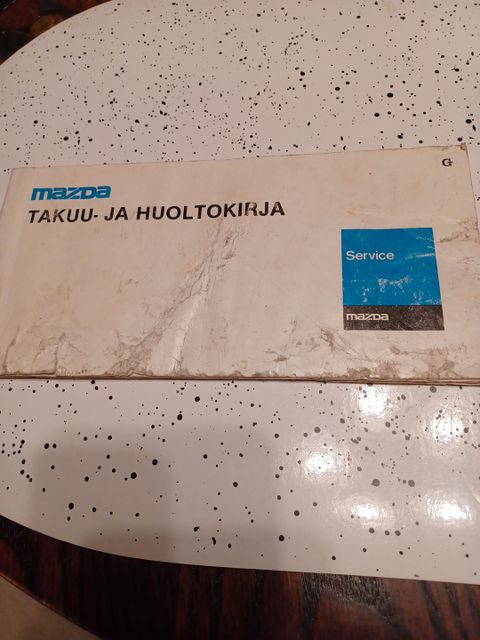 G
mazda
TAKUU- JA HUOLTOKIRJA
Service
mazda